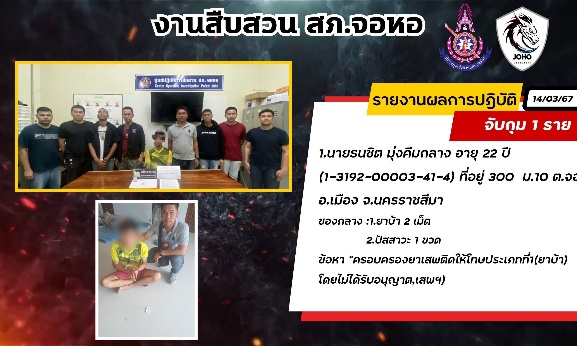 งานสืบสวน สภ.จอหอ
JOHO
รายงานผลการปฏิบัติ
14/03/67
จับกุม 1 ราย
1.นายธนชิต มุ่งคีมกลาง อายุ 22 ปี
(1-3192-00003-41-4) ที่อยู่ 300 ม.10 ต.จอ
อ.เมือง จ.นครราชสีมา
ของกลาง :1.ยาบ้า 2 เม็ด
2.ปัสสาวะ 1 ขวด
ข้อหา "ครอบครองยาเสพติดให้โทษประเภทที่1(ยาบ้า)
โดยไม่ได้รับอนุญาต,เสพฯ)